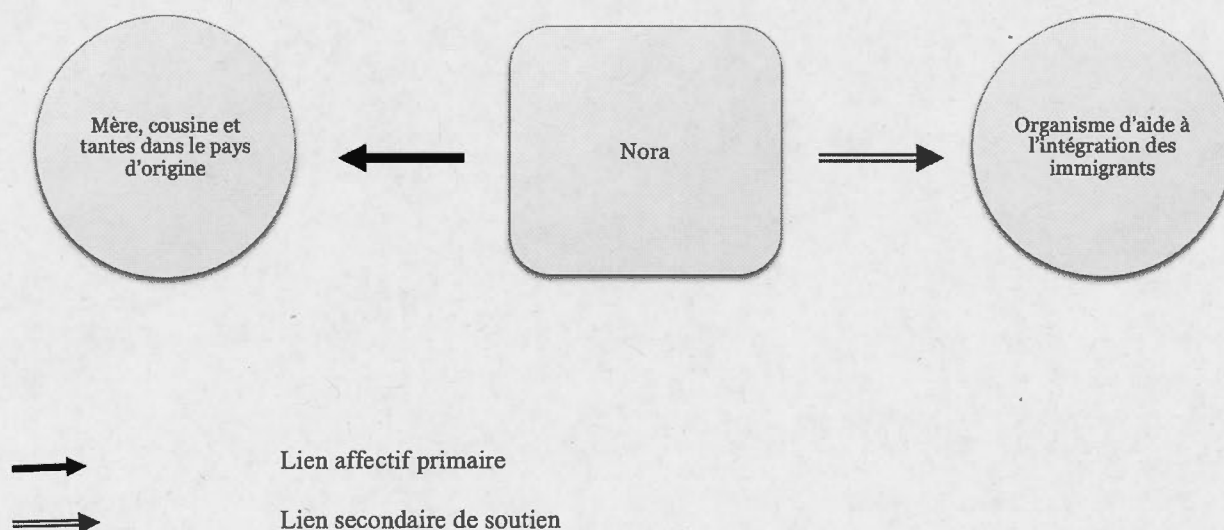 Mère, cousine et
tantes dans le pays
d'origine
Nora
Organisme d'aide à
l'intégration des
immigrants
Lien affectif primaire
Lien secondaire de soutien